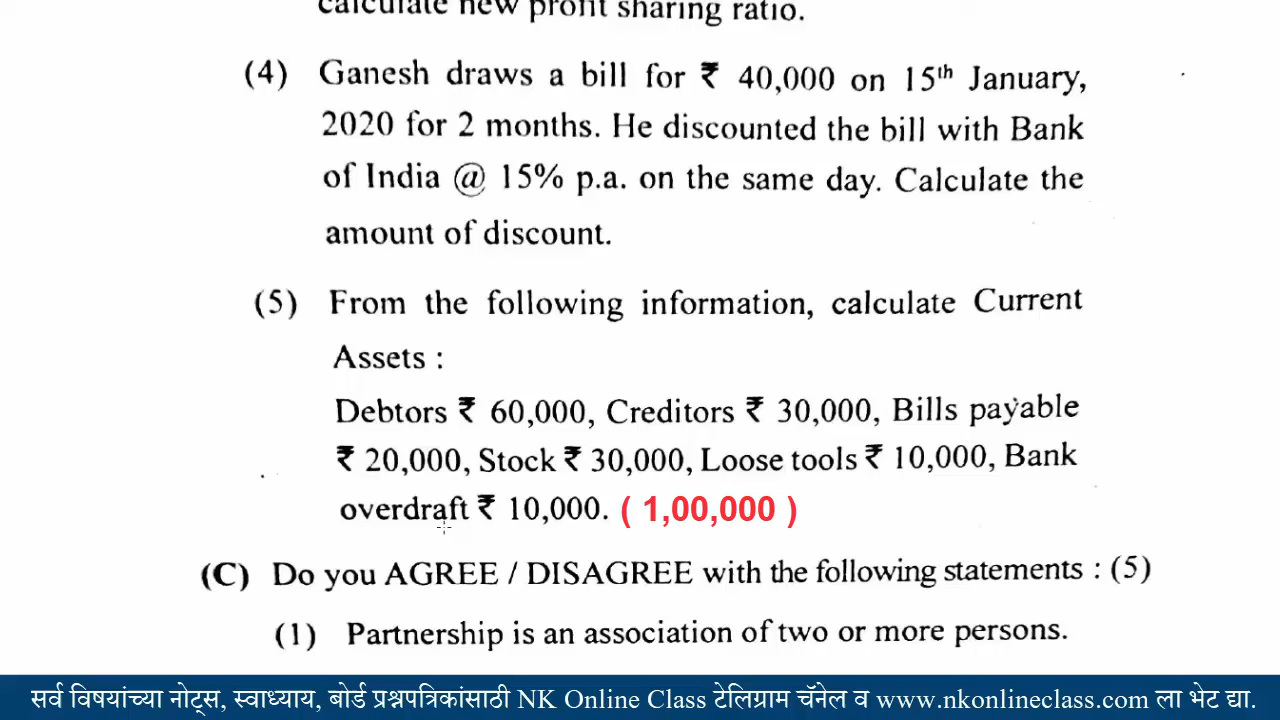 calculate new profit sharing ratio.
(4) Ganesh draws a bill for ₹ 40,000 on 15th January,
2020 for 2 months. He discounted the bill with Bank
of India @ 15% p.a. on the same day. Calculate the
amount of discount.
(5) From the following information, calculate Current
Assets :
Debtors ₹ 60,000, Creditors ₹ 30,000, Bills payable
₹ 20,000, Stock ₹ 30,000, Loose tools ₹ 10,000, Bank
overdraft ₹ 10,000. ( 1,00,000 )
(C) Do you AGREE / DISAGREE with the following statements : (5)
(1) Partnership is an association of two or more persons.
सर्व विषयांच्या नोट्स, स्वाध्याय, बोर्ड प्रश्नपत्रिकांसाठी NK Online Class टेलिग्राम चॅनेल व www.nkonlineclass.com ला भेट द्या.